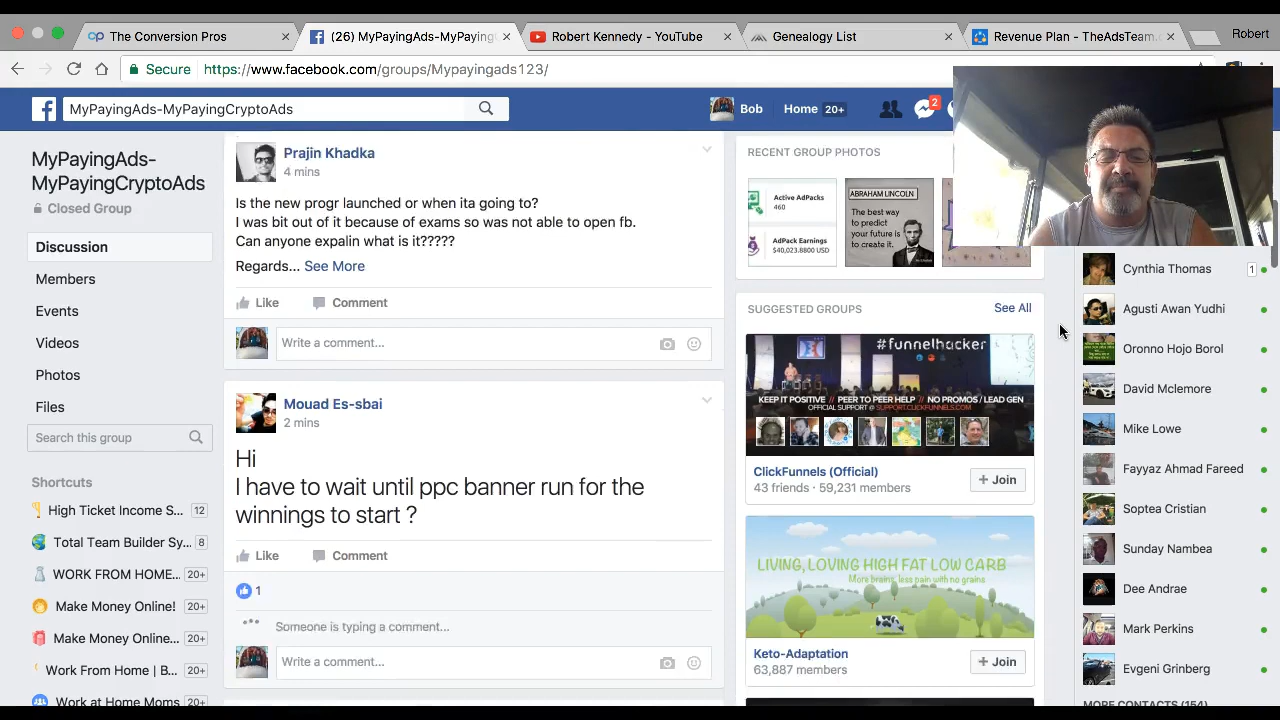 The Conversion Pros
(26) MyPayingAds-MyPaying
Robert Kennedy - YouTube
Genealogy List
Revenue Plan - TheAdsTeam.c
Robert
Secure
https://www.facebook.com/groups/Mypayingads123/
MyPayingAds-MyPayingCryptoAds
Bob
Home 20+
2
MyPayingAds-
MyPayingCryptoAds
Closed Group
Discussion
Members
Events
Videos
Photos
Files
Search this group
Shortcuts
High Ticket Income S... 12
Total Team Builder Sy... 8
WORK FROM HOME... 20+
Make Money Online! 20+
Make Money Online... 20+
Work From Home | B... 20+
Work at Home Moms 20+
Prajin Khadka
4 mins
Is the new progr launched or when ita going to?
I was bit out of it because of exams so was not able to open fb.
Can anyone expalin what is it?????
Regards... See More
Like Comment
Write a comment...
Mouad Es-sbai
2 mins
Hi
I have to wait until ppc banner run for the
winnings to start ?
Like Comment
1
Someone is typing a comment...
Write a comment...
RECENT GROUP PHOTOS
Active AdPacks
460
AdPack Earnings
$40,023.8800 USD
ABRAHAM LINCOLN
The best way
to predict
your future is
to create it.
SUGGESTED GROUPS
See All
#funnelhacker
KEEP IT POSITIVE // PEER TO PEER HELP // NO PROMOS / LEAD GEN
OFFICIAL SUPPORT @ SUPPORT.CLICKFUNNELS.COM
ClickFunnels (Official)
43 friends · 59,231 members
+ Join
LIVING, LOVING HIGH FAT LOW CARB
More brains, less pain with no grains
Keto-Adaptation
63,887 members
+ Join
Cynthia Thomas 1
Agusti Awan Yudhi
Oronno Hojo Borol
David Mclemore
Mike Lowe
Fayyaz Ahmad Fareed
Soptea Cristian
Sunday Nambea
Dee Andrae
Mark Perkins
Evgeni Grinberg
MORE CONTACTS (154)